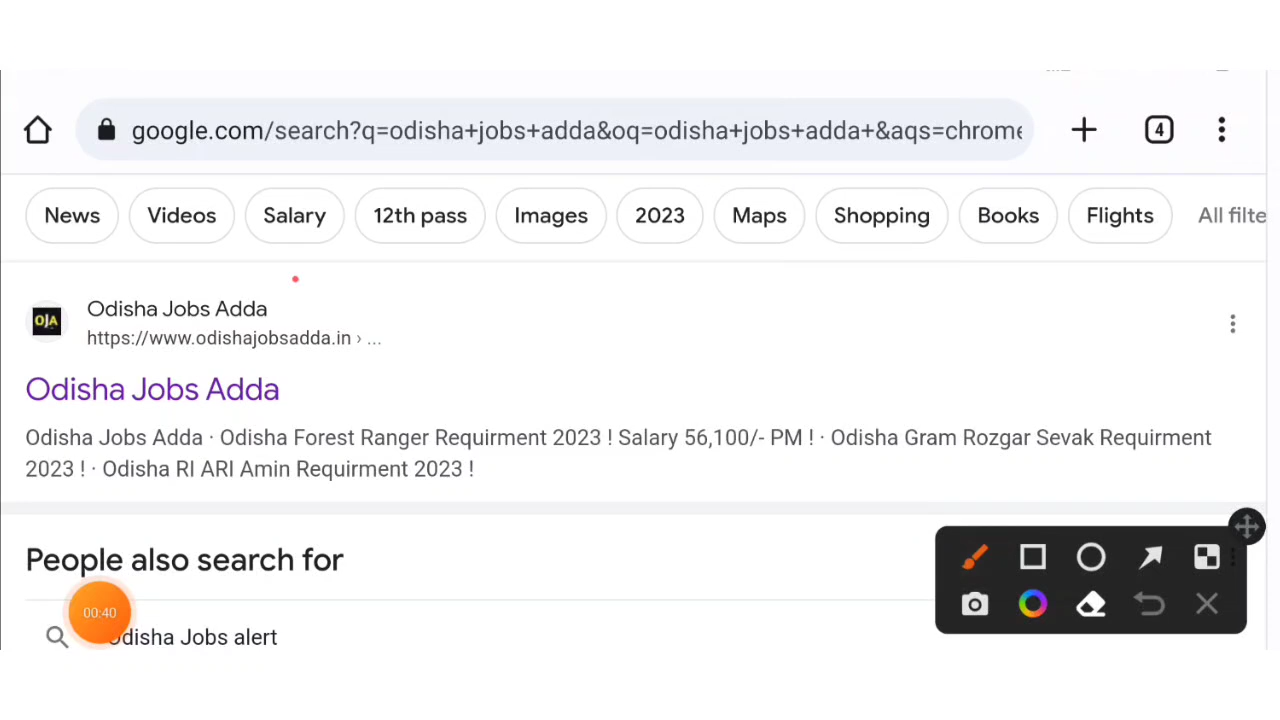 google.com/search?q=odisha+jobs+adda&oq=odisha+jobs+adda+&aqs=chrome
4
News Videos Salary 12th pass Images 2023 Maps Shopping Books Flights All filte
OJA
Odisha Jobs Adda
https://www.odishajobsadda.in › ...
Odisha Jobs Adda
Odisha Jobs Adda · Odisha Forest Ranger Requirment 2023 ! Salary 56,100/- PM ! · Odisha Gram Rozgar Sevak Requirment
2023 ! · Odisha RI ARI Amin Requirment 2023 !
People also search for
00:40
Odisha Jobs alert